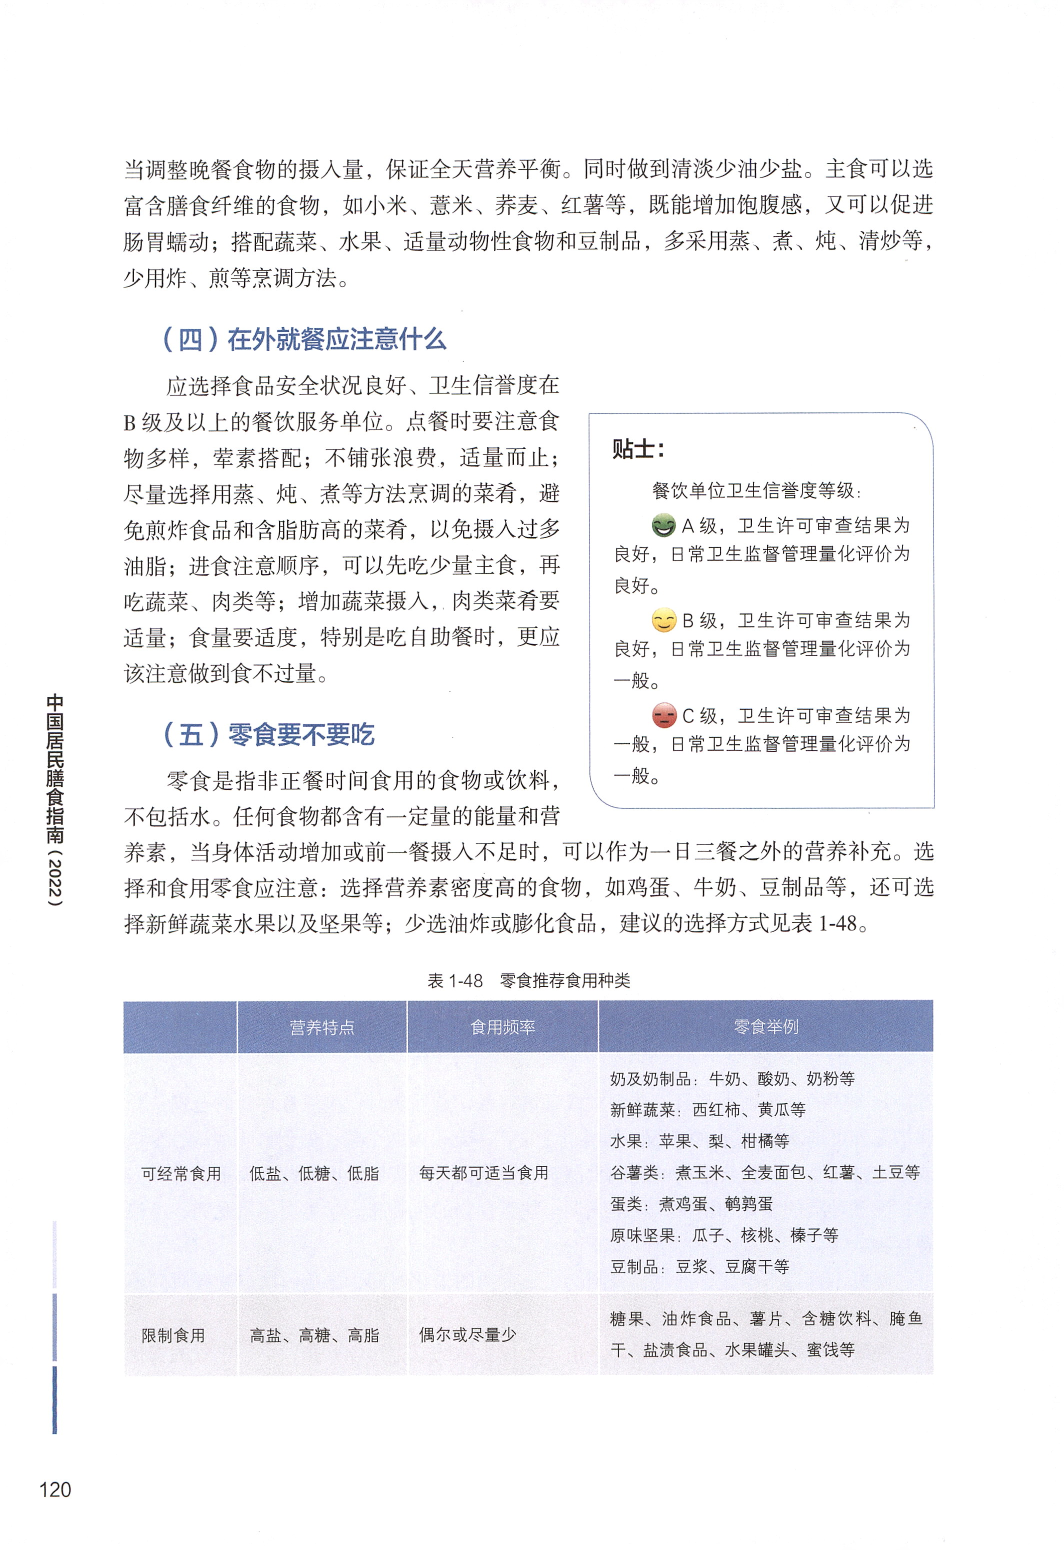 当调整晚餐食物的摄入量，保证全天营养平衡。同时做到清淡少油少盐。主食可以选
富含膳食纤维的食物，如小米、薏米、荞麦、红薯等，既能增加饱腹感，又可以促进
肠胃蠕动；搭配蔬菜、水果、适量动物性食物和豆制品，多采用蒸、煮、炖、清炒等，
少用炸、煎等烹调方法。
（四）在外就餐应注意什么
应选择食品安全状况良好、卫生信誉度在
B 级及以上的餐饮服务单位。点餐时要注意食
物多样，荤素搭配；不铺张浪费，适量而止；
尽量选择用蒸、炖、煮等方法烹调的菜肴，避
免煎炸食品和含脂肪高的菜肴，以免摄入过多
油脂；进食注意顺序，可以先吃少量主食，再
吃蔬菜、肉类等；增加蔬菜摄入，肉类菜肴要
适量；食量要适度，特别是吃自助餐时，更应
该注意做到食不过量。
贴士：
餐饮单位卫生信誉度等级：
A 级，卫生许可审查结果为
良好，日常卫生监督管理量化评价为
良好。
B 级，卫生许可审查结果为
良好，日常卫生监督管理量化评价为
一般。
C 级，卫生许可审查结果为
一般，日常卫生监督管理量化评价为
一般。
（五）零食要不要吃
零食是指非正餐时间食用的食物或饮料，
不包括水。任何食物都含有一定量的能量和营
养素，当身体活动增加或前一餐摄入不足时，可以作为一日三餐之外的营养补充。选
择和食用零食应注意：选择营养素密度高的食物，如鸡蛋、牛奶、豆制品等，还可选
择新鲜蔬菜水果以及坚果等；少选油炸或膨化食品，建议的选择方式见表 1-48。
表 1-48 零食推荐食用种类
营养特点 食用频率 零食举例
可经常食用 低盐、低糖、低脂 每天都可适当食用
奶及奶制品：牛奶、酸奶、奶粉等
新鲜蔬菜：西红柿、黄瓜等
水果：苹果、梨、柑橘等
谷薯类：煮玉米、全麦面包、红薯、土豆等
蛋类：煮鸡蛋、鹌鹑蛋
原味坚果：瓜子、核桃、榛子等
豆制品：豆浆、豆腐干等
限制食用 高盐、高糖、高脂 偶尔或尽量少
糖果、油炸食品、薯片、含糖饮料、腌鱼
干、盐渍食品、水果罐头、蜜饯等
中国居民膳食指南（2022）
120